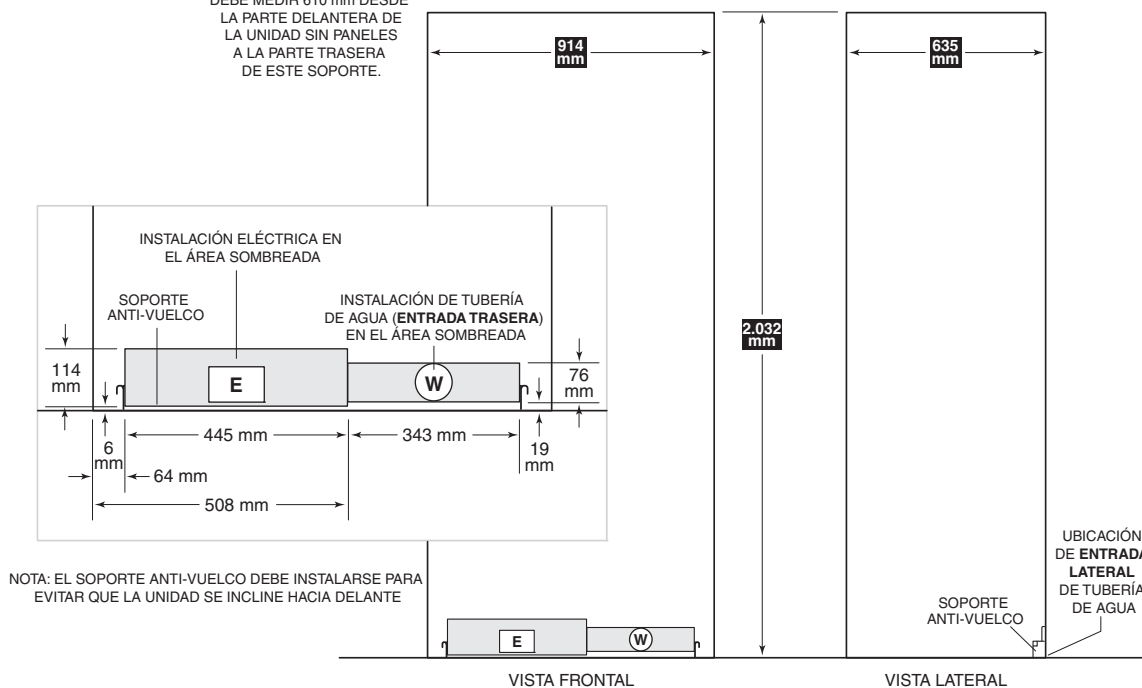 DEBE MEDIR 610 mm DESDE
LA PARTE DELANTERA DE
LA UNIDAD SIN PANELES
A LA PARTE TRASERA
DE ESTE SOPORTE.
914
mm
635
mm
INSTALACIÓN ELÉCTRICA EN
EL ÁREA SOMBREADA
SOPORTE
ANTI-VUELCO
INSTALACIÓN DE TUBERÍA
DE AGUA (ENTRADA TRASERA)
EN EL ÁREA SOMBREADA
2.032
mm
114
mm
E
W
76
mm
445 mm
343 mm
6
mm
19
mm
64 mm
508 mm
NOTA: EL SOPORTE ANTI-VUELCO DEBE INSTALARSE PARA
EVITAR QUE LA UNIDAD SE INCLINE HACIA DELANTE
UBICACIÓN
DE ENTRADA
LATERAL
DE TUBERÍA
DE AGUA
SOPORTE
ANTI-VUELCO
E
W
VISTA FRONTAL
VISTA LATERAL